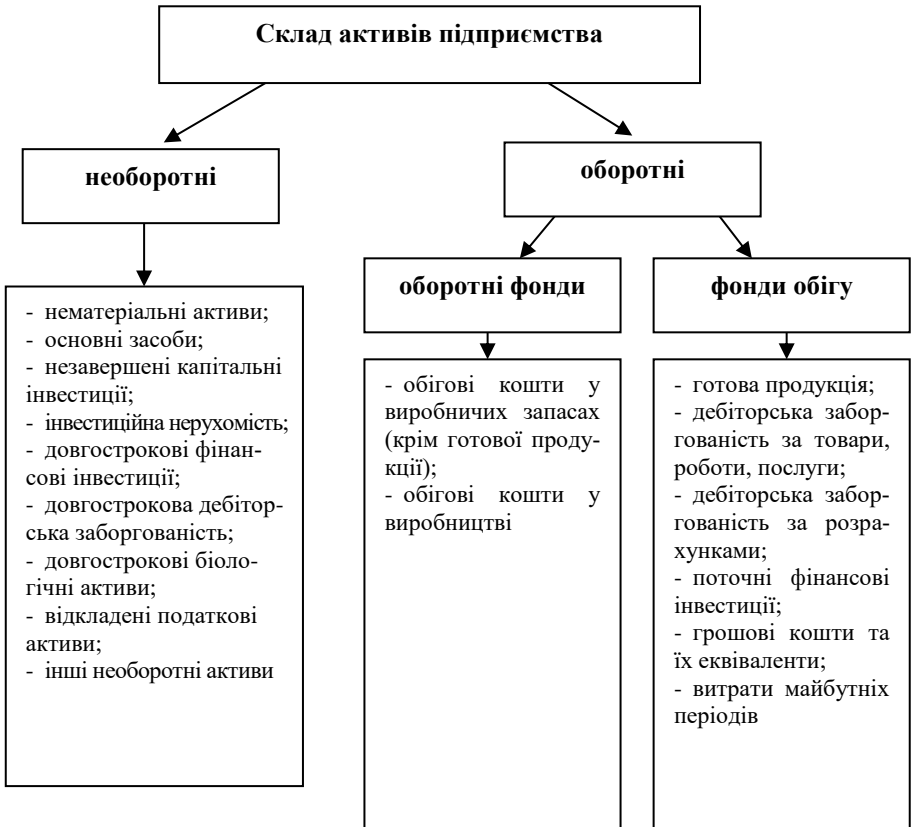 Склад активів підприємства
необоротні
оборотні
- нематеріальні активи;
- основні засоби;
- незавершені капітальні
інвестиції;
- інвестиційна нерухомість;
- довгострокові фінан-
сові інвестиції;
- довгострокова дебітор-
ська заборгованість;
- довгострокові біоло-
гічні активи;
- відкладені податкові
активи;
- інші необоротні активи
оборотні фонди
- обігові кошти у
виробничих запасах
(крім готової проду-
кції);
- обігові кошти у
виробництві
фонди обігу
- готова продукція;
- дебіторська забор-
гованість за товари,
роботи, послуги;
- дебіторська забор-
гованість за розра-
хунками;
- поточні фінансові
інвестиції;
- грошові кошти та
їх еквіваленти;
- витрати майбутніх
періодів